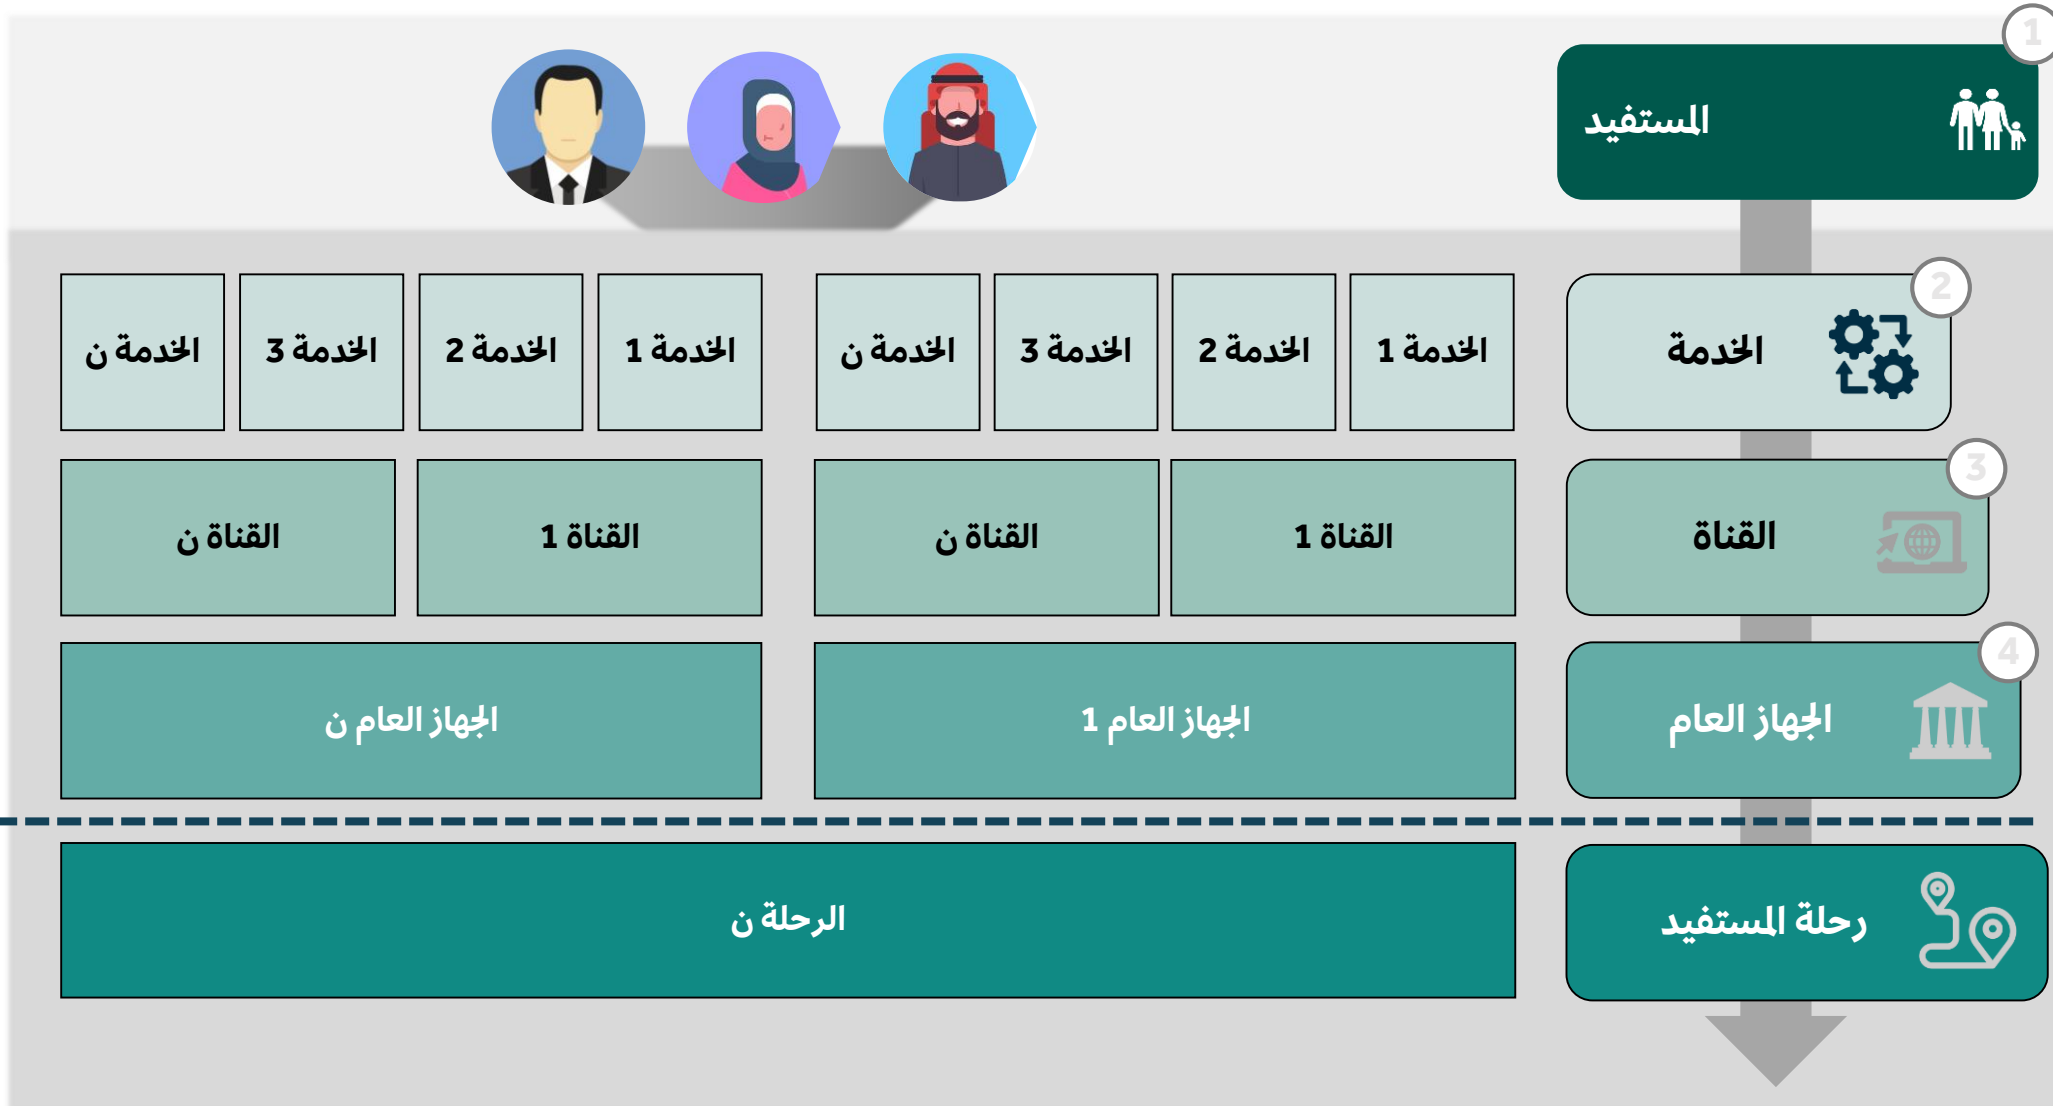 1
المستفيد
2
الخدمة
الخدمة 1
الخدمة 2
الخدمة 3
الخدمة ن
الخدمة 1
الخدمة 2
الخدمة 3
الخدمة ن
3
القناة
القناة 1
القناة ن
القناة 1
القناة ن
4
الجهاز العام
الجهاز العام 1
الجهاز العام ن
رحلة المستفيد
الرحلة ن